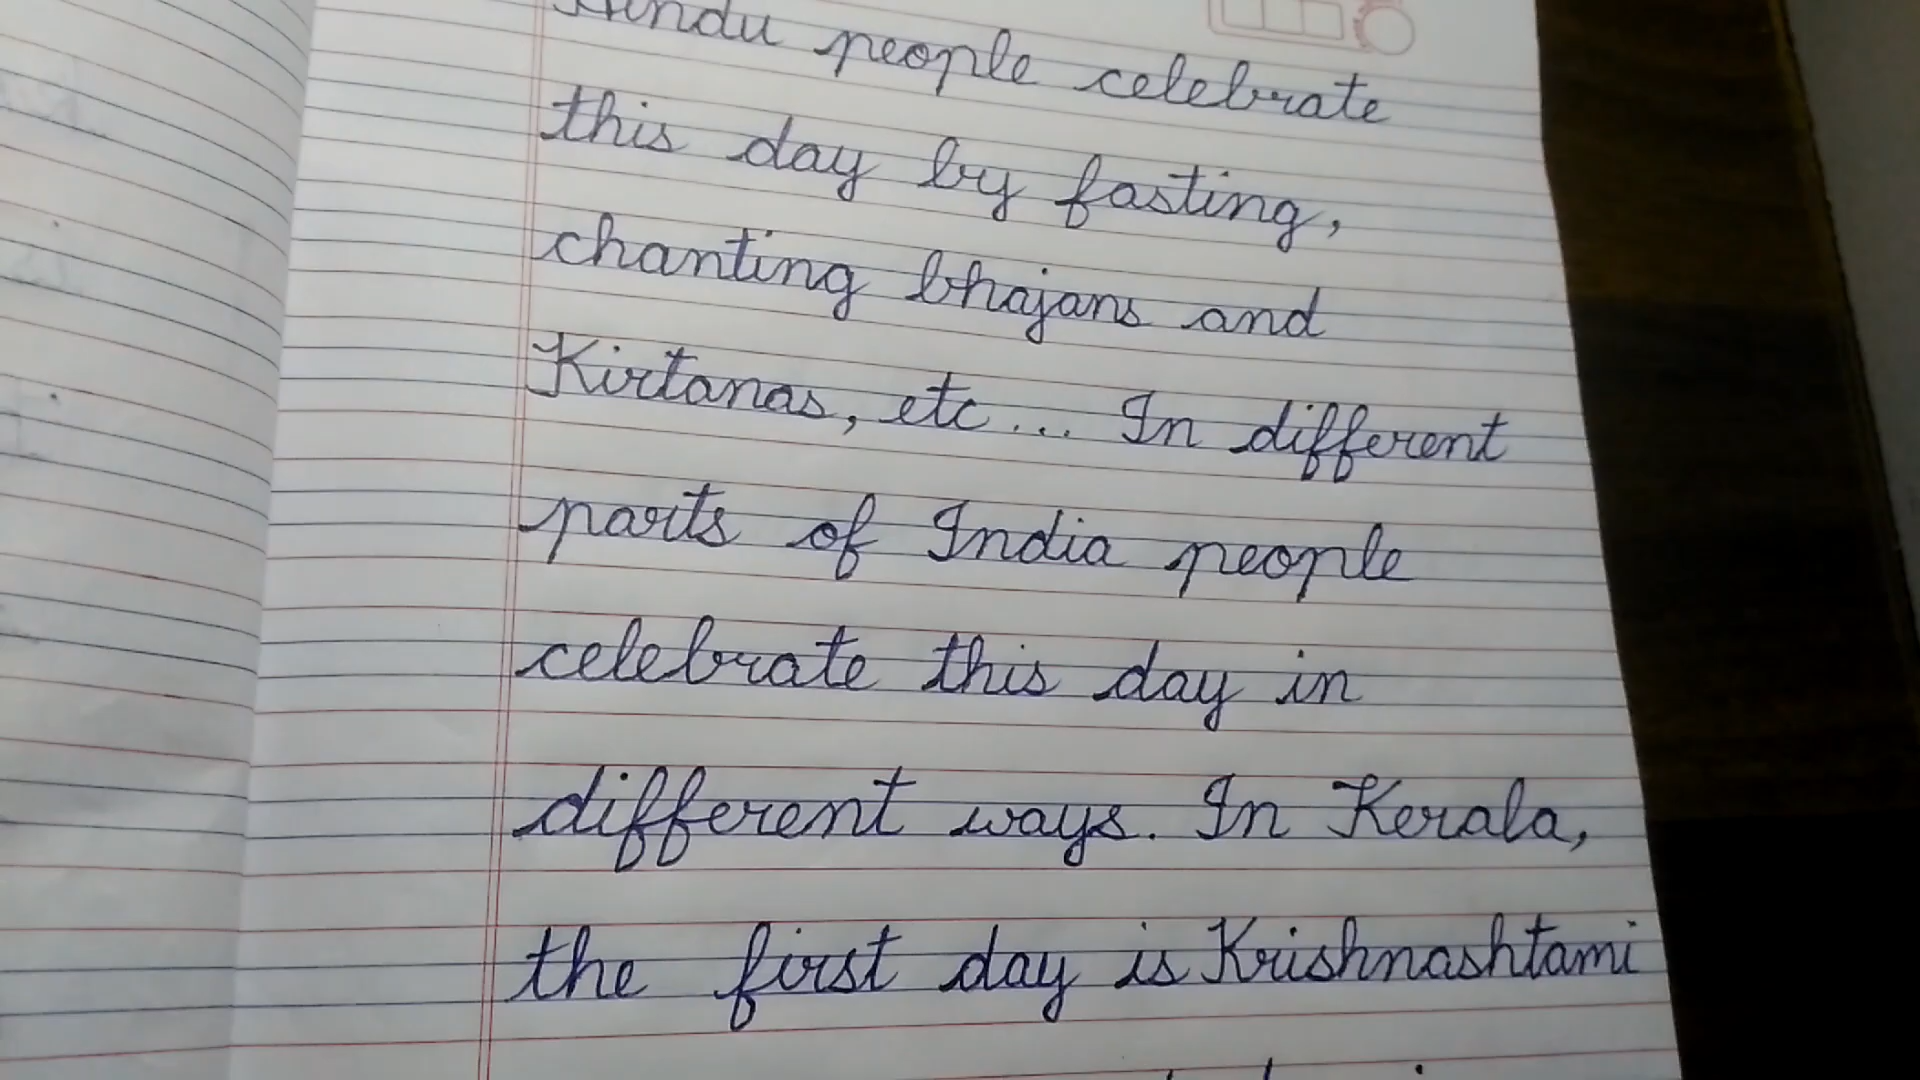 Hindu people celebrate
this day by fasting,
chanting bhajans and
Kirtanas, etc... In different
parts of India people
celebrate this day in
different ways. In Kerala,
the first day is Krishnashtami